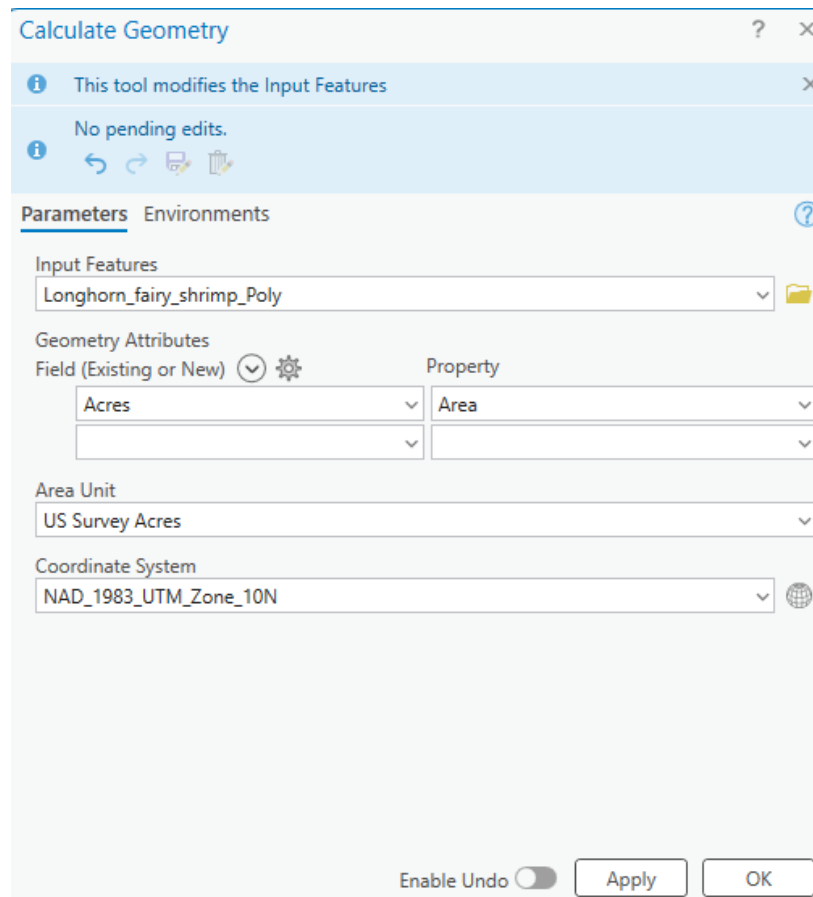 Calculate Geometry ?
This tool modifies the Input Features
No pending edits.
Parameters Environments ?
Input Features
Longhorn_fairy_shrimp_Poly
Geometry Attributes
Field (Existing or New) Property
Acres Area
Area Unit
US Survey Acres
Coordinate System
NAD_1983_UTM_Zone_10N
Enable Undo Apply OK